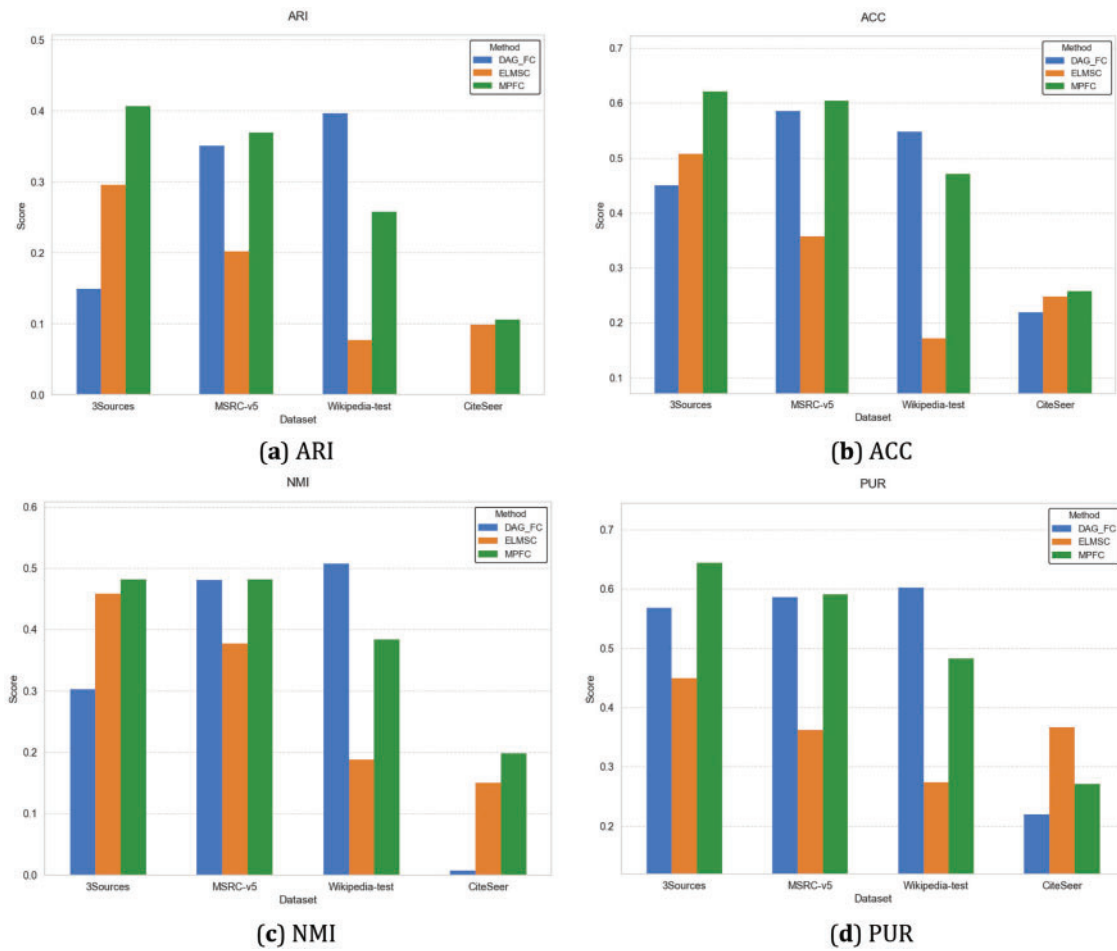 ARI
0.5
0.4
0.3
0.2
0.1
0.0
Score
Method
DAG_FC
ELMSC
MPFC
3Sources
MSRC-v5
Wikipedia-test
CiteSeer
Dataset
(a) ARI
ACC
0.7
0.6
0.5
0.4
0.3
0.2
0.1
Score
Method
DAG_FC
ELMSC
MPFC
3Sources
MSRC-v5
Wikipedia-test
CiteSeer
Dataset
(b) ACC
NMI
0.6
0.5
0.4
0.3
0.2
0.1
0.0
Score
Method
DAG_FC
ELMSC
MPFC
3Sources
MSRC-v5
Wikipedia-test
CiteSeer
Dataset
(c) NMI
PUR
0.7
0.6
0.5
0.4
0.3
0.2
Score
Method
DAG_FC
ELMSC
MPFC
3Sources
MSRC-v5
Wikipedia-test
CiteSeer
Dataset
(d) PUR